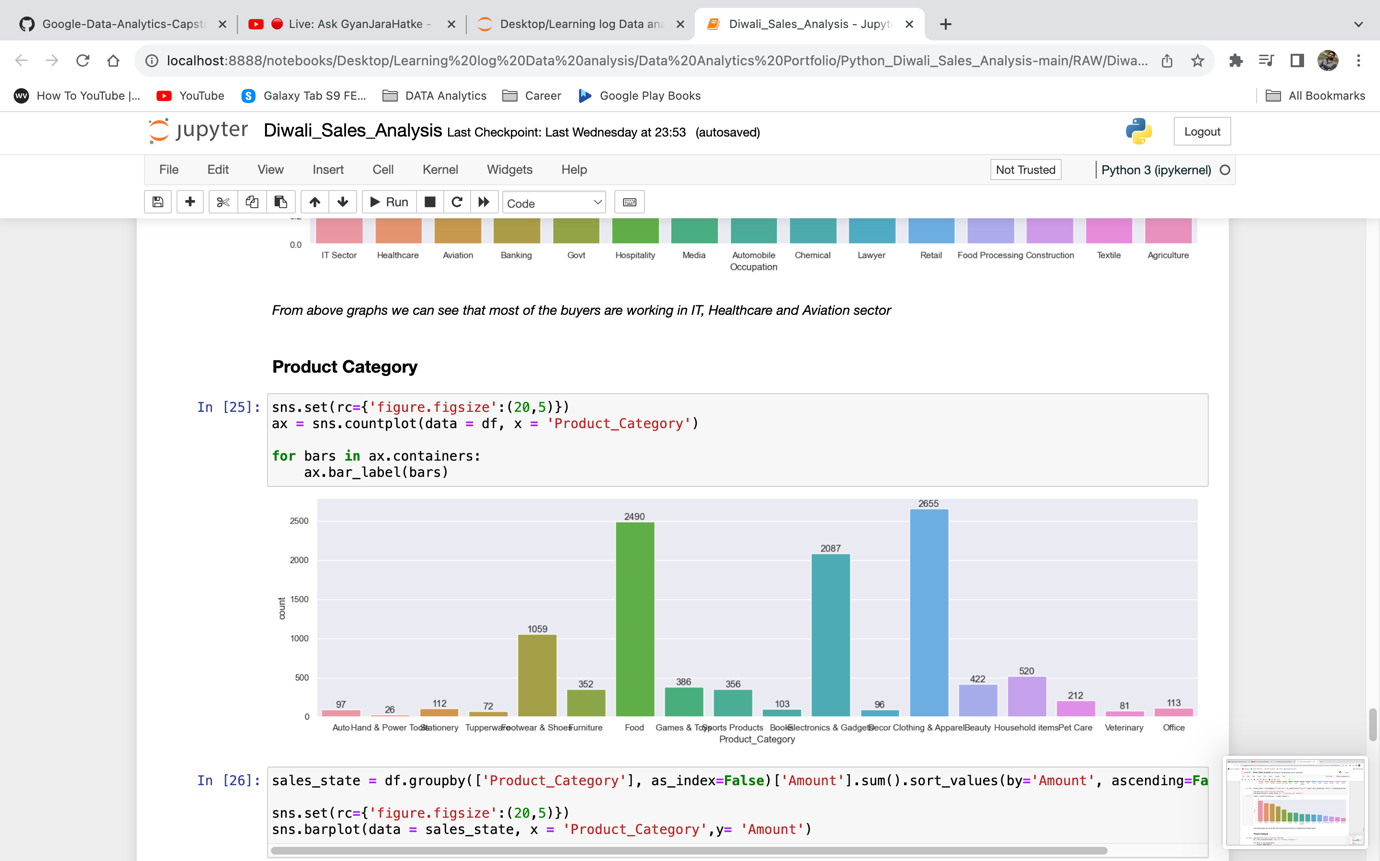 Google-Data-Analytics-Capst
Live: Ask GyanJaraHatke -
Desktop/Learning log Data ana
Diwali_Sales_Analysis - Jupyt
localhost:8888/notebooks/Desktop/Learning%20log%20Data%20analysis/Data%20Analytics%20Portfolio/Python_Diwali_Sales_Analysis-main/RAW/Diwa...
WV How To YouTube |...
YouTube
S Galaxy Tab S9 FE...
DATA Analytics
Career
Google Play Books
All Bookmarks
jupyter Diwali_Sales_Analysis Last Checkpoint: Last Wednesday at 23:53 (autosaved)
Logout
File Edit View Insert Cell Kernel Widgets Help
Not Trusted
Python 3 (ipykernel)
Run
Code
0.0
IT Sector Healthcare Aviation Banking Govt Hospitality Media Automobile Chemical Lawyer Retail Food Processing Construction Textile Agriculture
Occupation
From above graphs we can see that most of the buyers are working in IT, Healthcare and Aviation sector
Product Category
In [25]: sns.set(rc={'figure.figsize':(20,5)})
ax = sns.countplot(data = df, x = 'Product_Category')
for bars in ax.containers:
ax.bar_label(bars)
2500
2000
1500
1000
500
0
count
97 26 112 72 1059 352 2490 386 356 103 2087 96 2655 422 520 212 81 113
Auto Hand & Power Tools Stationery Tupperware Footwear & Shoes Furniture Food Games & Toys Sports Products Books Electronics & Gadgets Decor Clothing & Apparel Beauty Household items Pet Care Veterinary Office
Product_Category
In [26]: sales_state = df.groupby(['Product_Category'], as_index=False)['Amount'].sum().sort_values(by='Amount', ascending=Fa
sns.set(rc={'figure.figsize':(20,5)})
sns.barplot(data = sales_state, x = 'Product_Category',y= 'Amount')